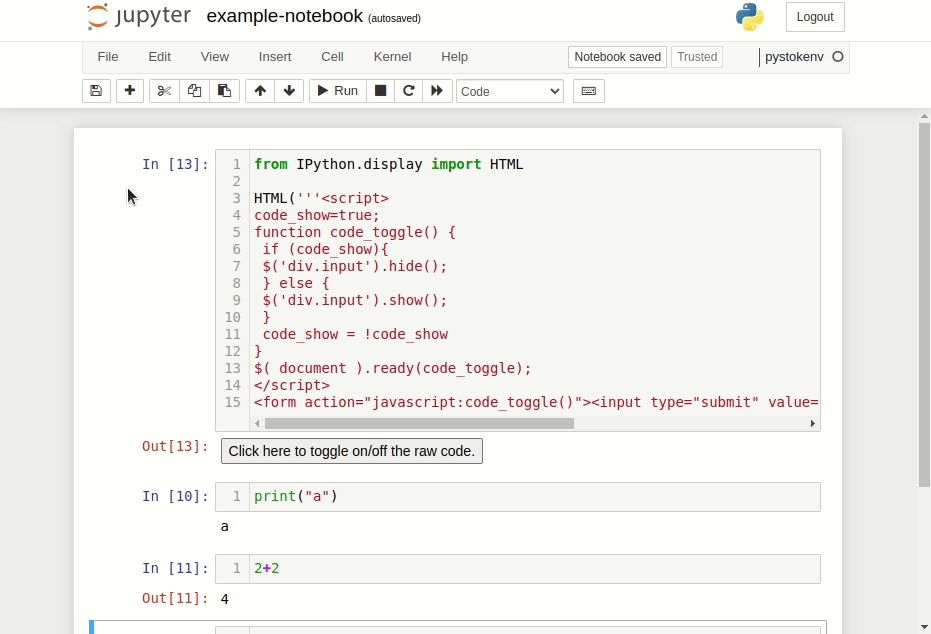 jupyter example-notebook (autosaved) Logout
File Edit View Insert Cell Kernel Help Notebook saved Trusted pystokenv
Run Code
In [13]: 1 from IPython.display import HTML
2
3 HTML('''<script>
4 code_show=true;
5 function code_toggle() {
6 if (code_show){
7 $('div.input').hide();
8 } else {
9 $('div.input').show();
10 }
11 code_show = !code_show
12 }
13 $( document ).ready(code_toggle);
14 </script>
15 <form action="javascript:code_toggle()"><input type="submit" value=
Out[13]: Click here to toggle on/off the raw code.
In [10]: 1 print("a")
a
In [11]: 1 2+2
Out[11]: 4